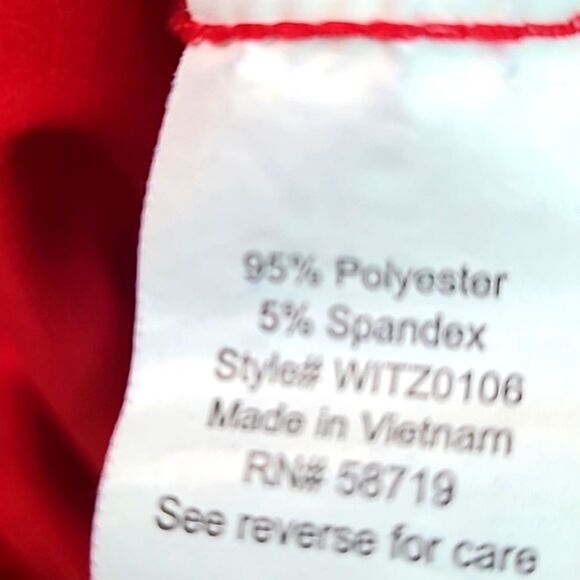 95% Polyester
5% Spandex
Style# WITZ0106
Made in Vietnam
RN# 58719
See reverse for care